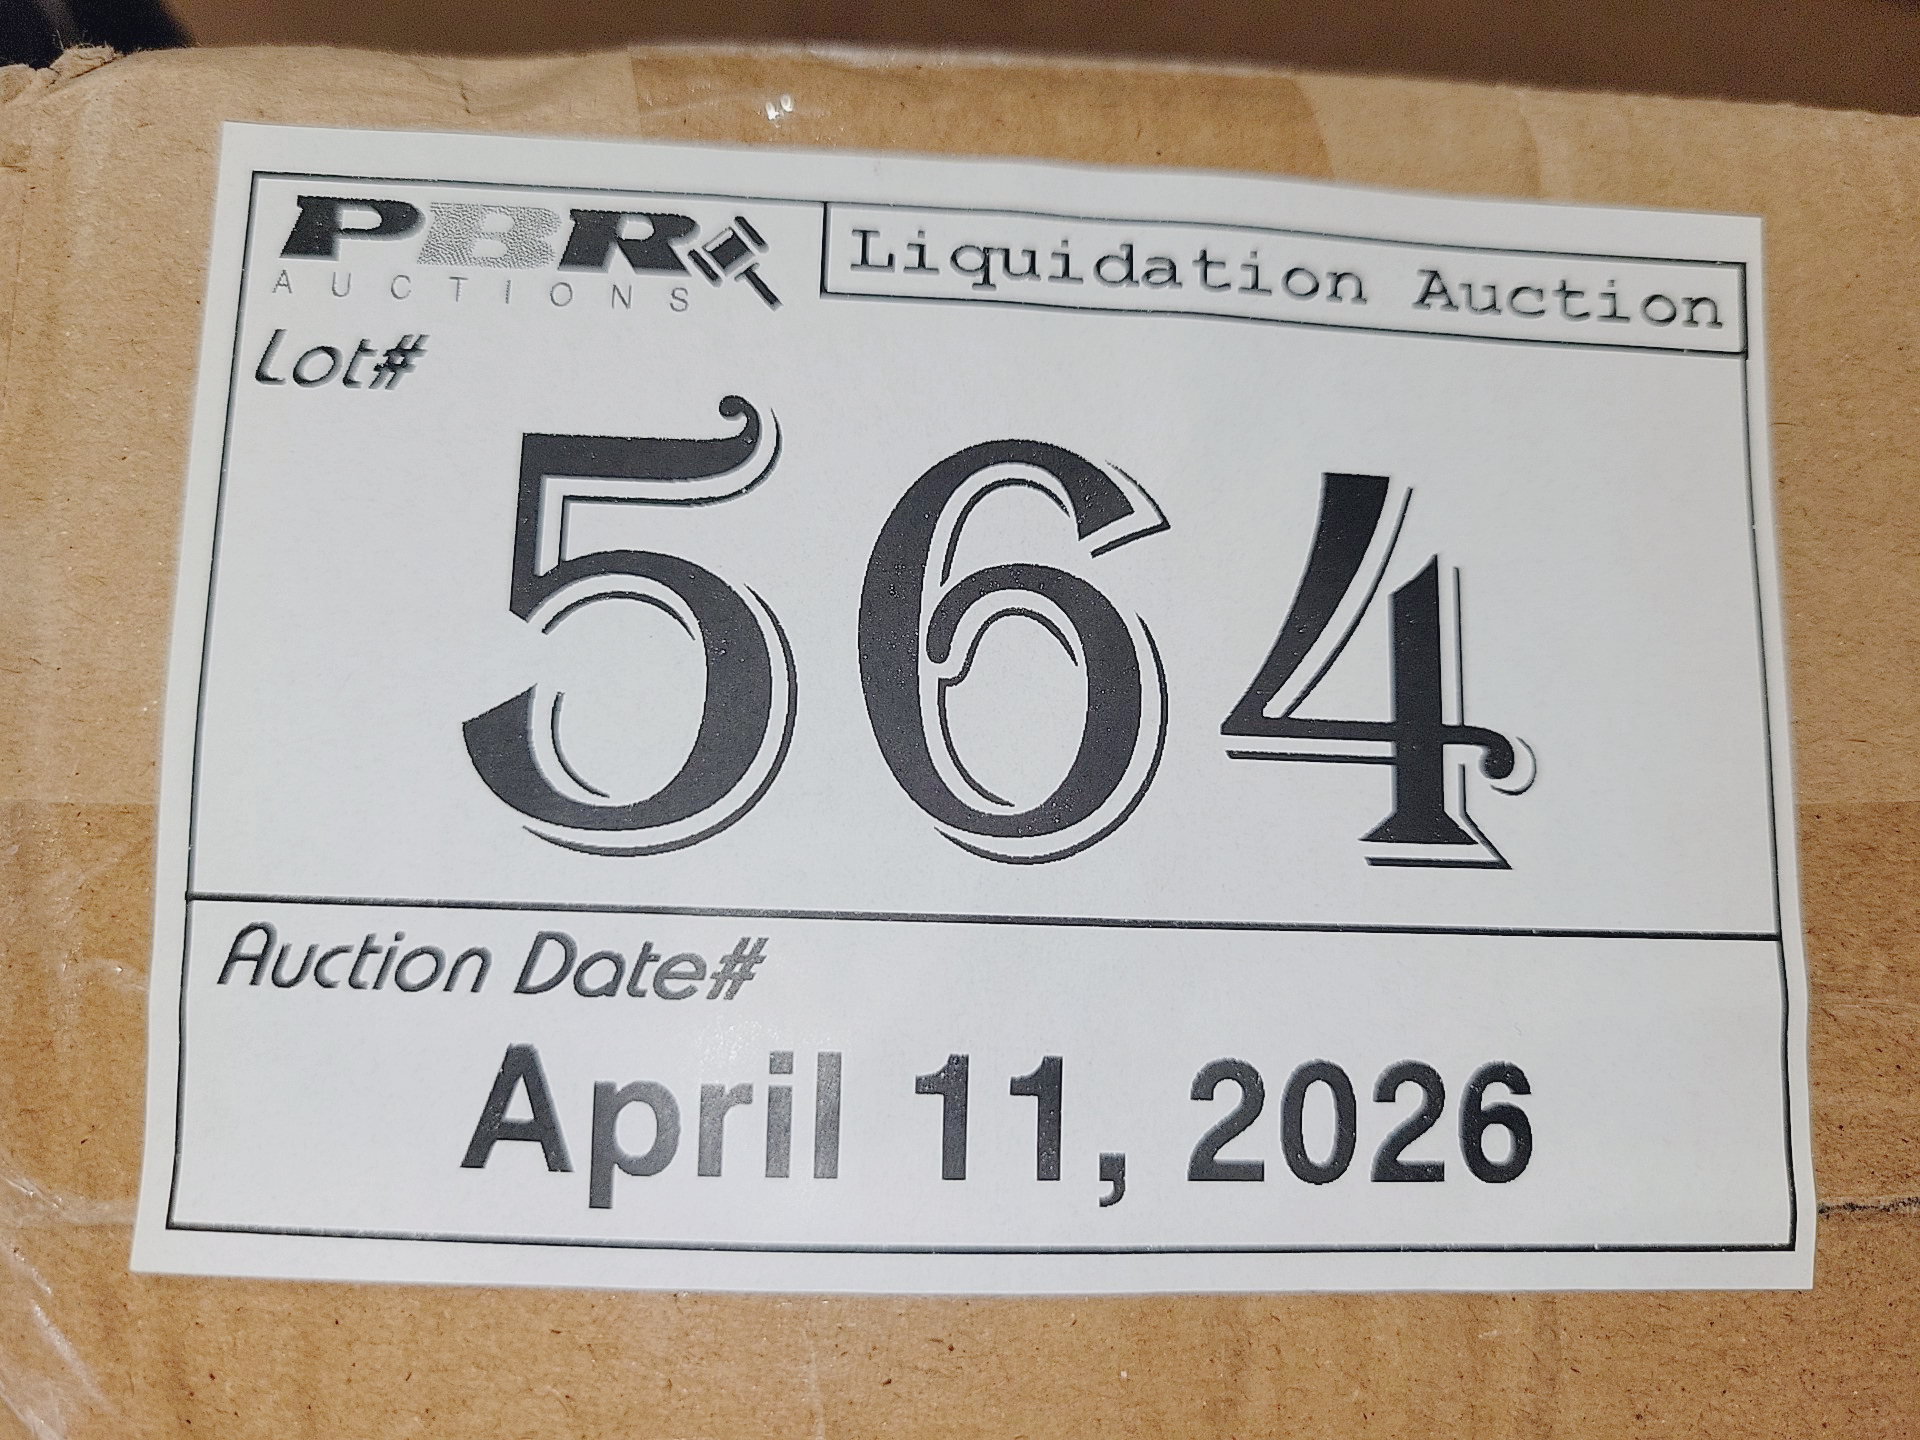 PBR
AUCTIONS
Liquidation Auction
Lot#
564
Auction Date#
April 11, 2026